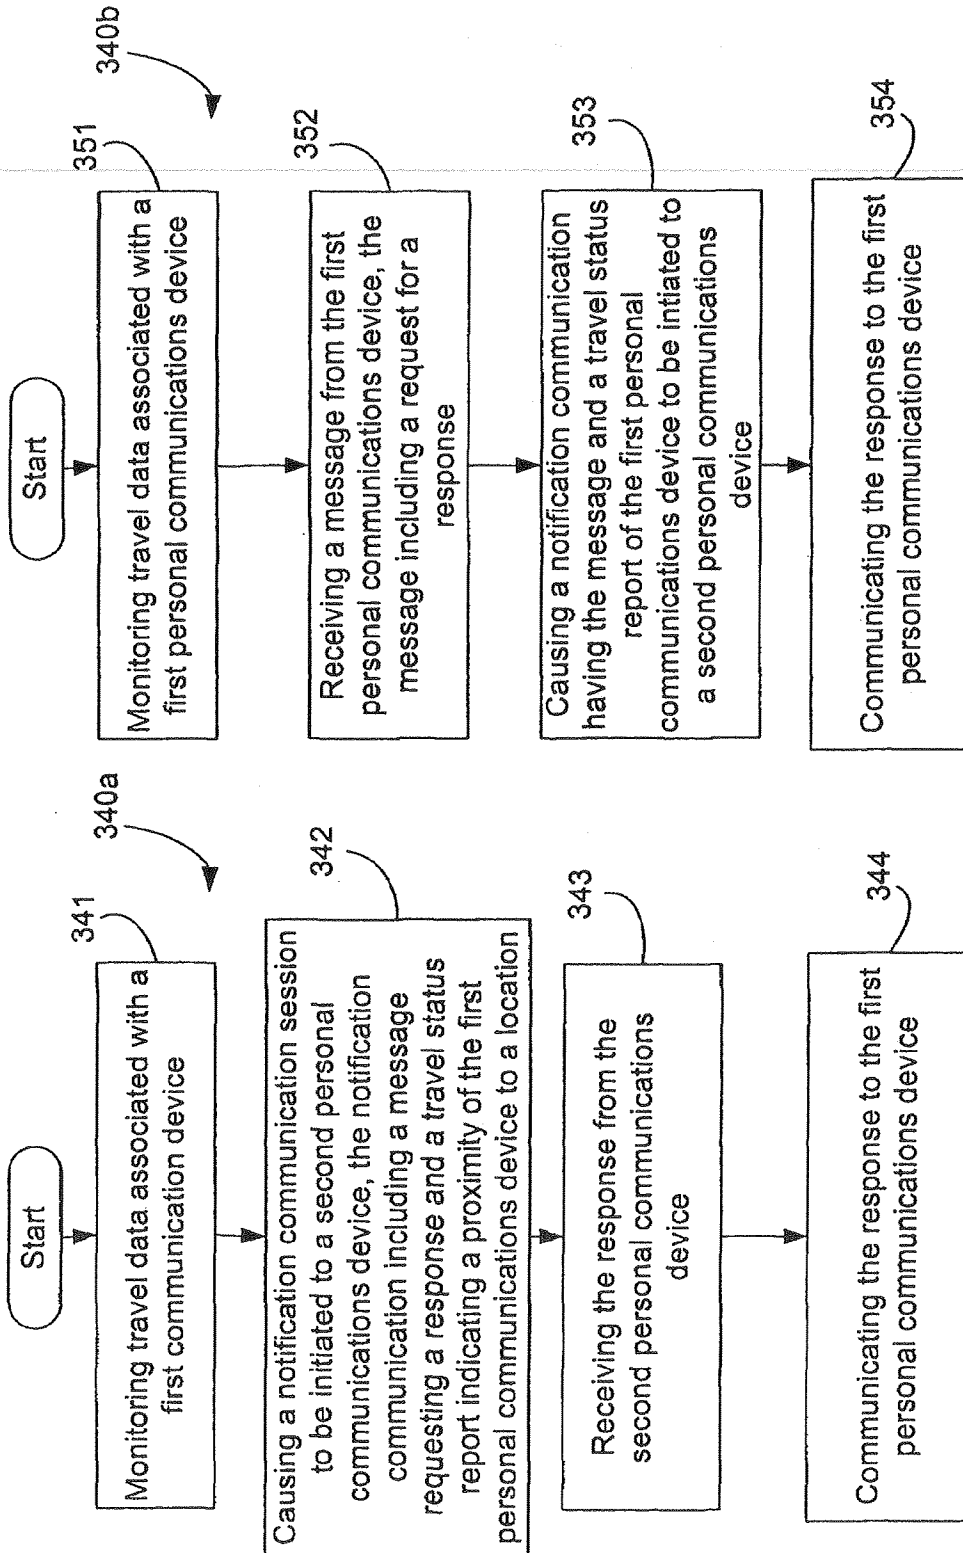 Start
340a
Monitoring travel data associated with a
first communication device
341
Causing a notification communication session
to be initiated to a second personal
communications device, the notification
communication including a message
requesting a response and a travel status
report indicating a proximity of the first
personal communications device to a location
342
Receiving the response from the
second personal communications
device
343
Communicating the response to the first
personal communications device
344
Start
340b
Monitoring travel data associated with a
first personal communications device
351
Receiving a message from the first
personal communications device, the
message including a request for a
response
352
Causing a notification communication
having the message and a travel status
report of the first personal
communications device to be intiated to
a second personal communications
device
353
Communicating the response to the first
personal communications device
354